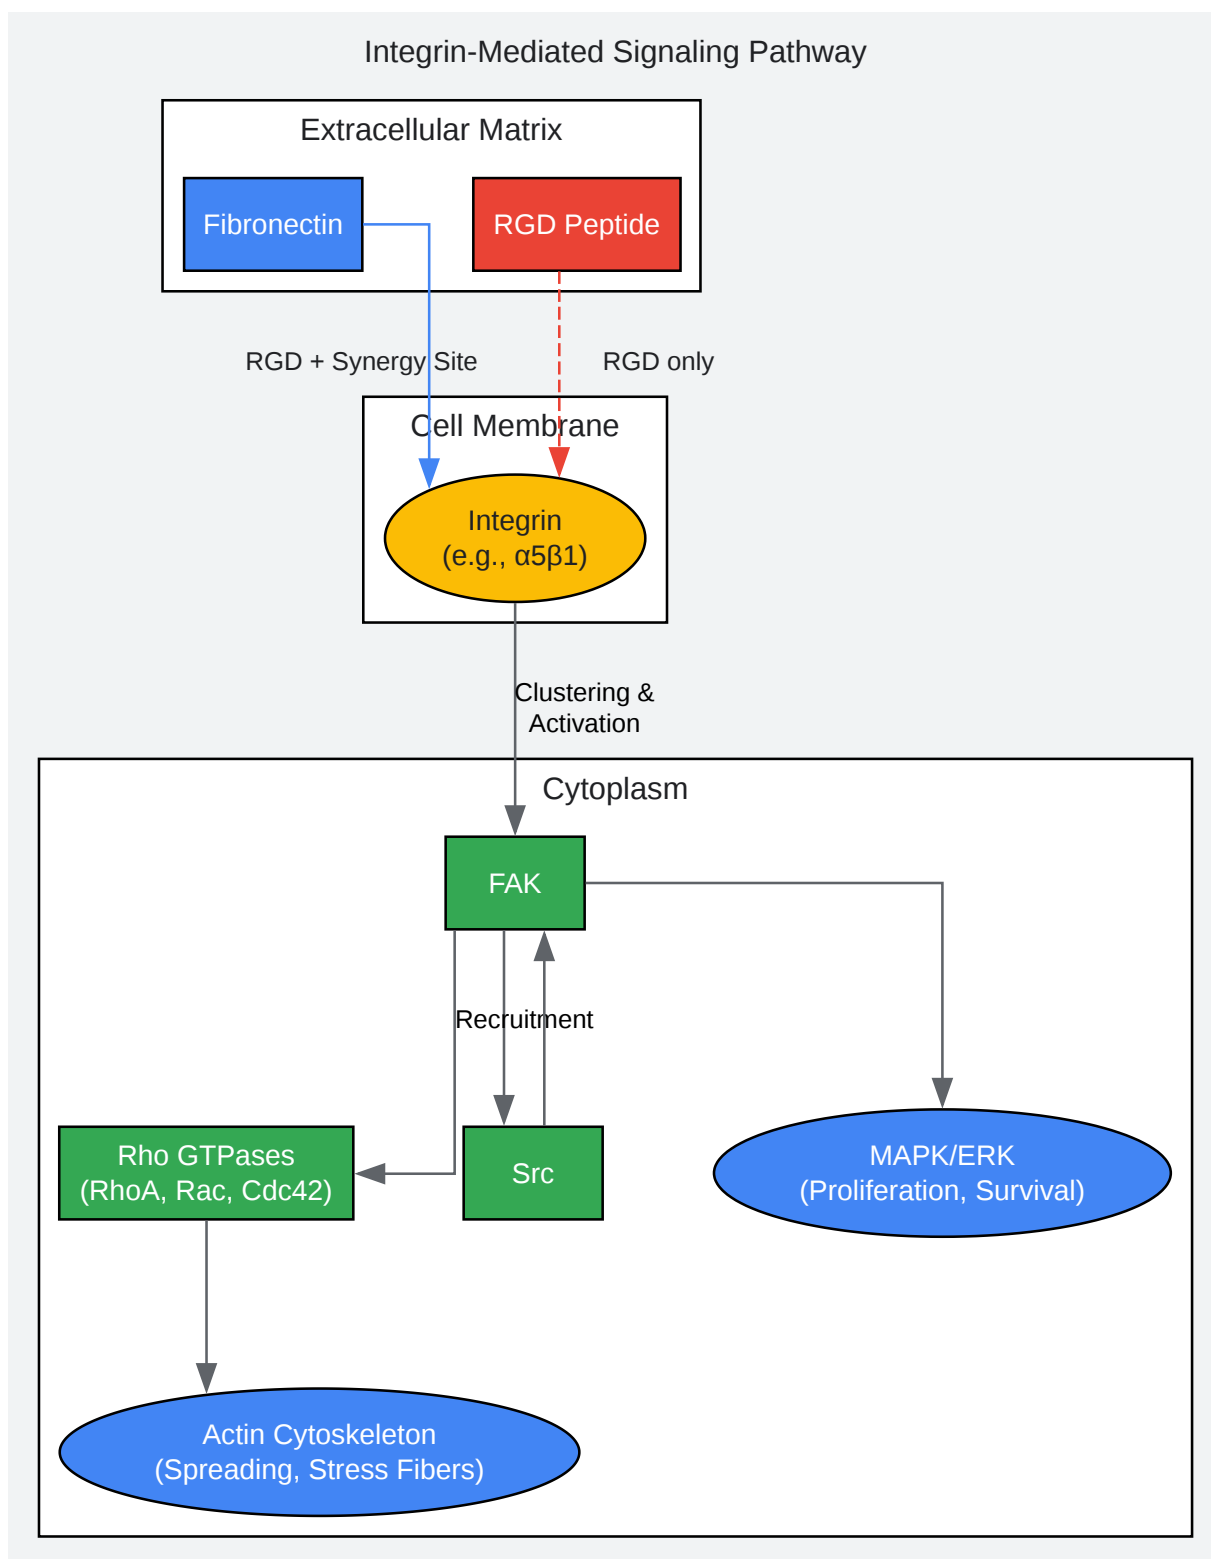 Integrin-Mediated Signaling Pathway
Extracellular Matrix
Fibronectin
RGD Peptide
RGD + Synergy Site
RGD only
Cell Membrane
Integrin
(e.g., α5β1)
Clustering &
Activation
Cytoplasm
FAK
Recruitment
Rho GTPases
(RhoA, Rac, Cdc42)
Src
MAPK/ERK
(Proliferation, Survival)
Actin Cytoskeleton
(Spreading, Stress Fibers)